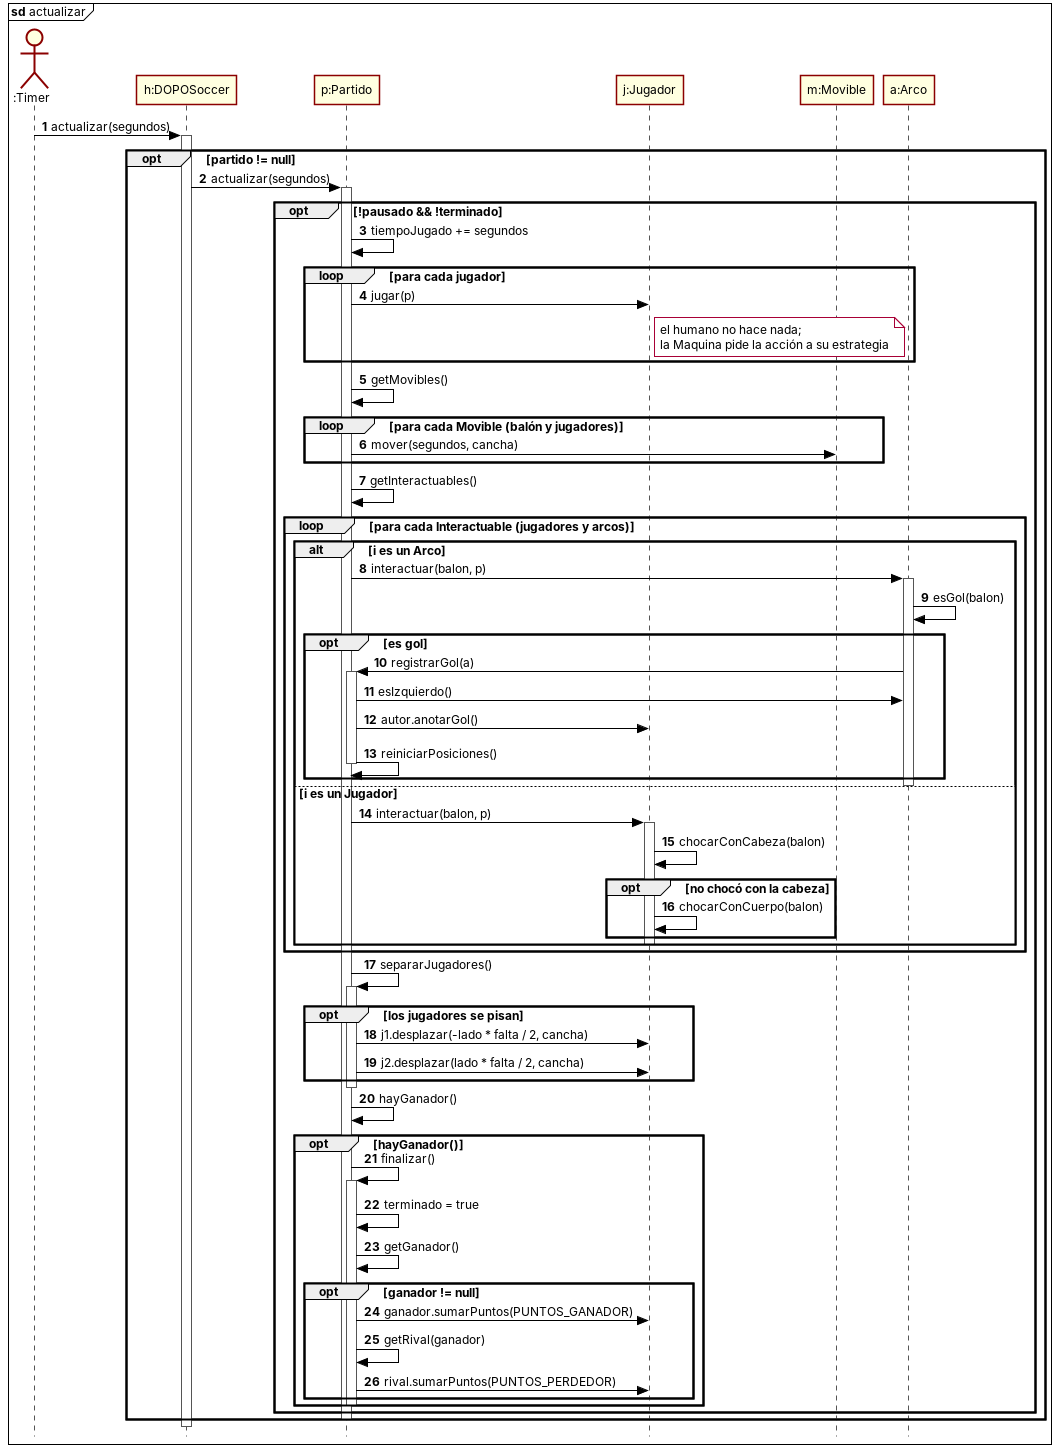 sd actualizar
:Timer
h:DOPOSoccer
p:Partido
j:Jugador
m:Movible
a:Arco
1 actualizar(segundos)
opt [partido != null]
2 actualizar(segundos)
opt [!pausado && !terminado]
3 tiempoJugado += segundos
loop [para cada jugador]
4 jugar(p)
el humano no hace nada;
la Maquina pide la acción a su estrategia
5 getMovibles()
loop [para cada Movible (balón y jugadores)]
6 mover(segundos, cancha)
7 getInteractuables()
loop [para cada Interactuable (jugadores y arcos)]
alt [i es un Arco]
8 interactuar(balon, p)
9 esGol(balon)
opt [es gol]
10 registrarGol(a)
11 esIzquierdo()
12 autor.anotarGol()
13 reiniciarPosiciones()
[i es un Jugador]
14 interactuar(balon, p)
15 chocarConCabeza(balon)
opt [no chocó con la cabeza]
16 chocarConCuerpo(balon)
17 separarJugadores()
opt [los jugadores se pisan]
18 j1.desplazar(-lado * falta / 2, cancha)
19 j2.desplazar(lado * falta / 2, cancha)
20 hayGanador()
opt [hayGanador()]
21 finalizar()
22 terminado = true
23 getGanador()
opt [ganador != null]
24 ganador.sumarPuntos(PUNTOS_GANADOR)
25 getRival(ganador)
26 rival.sumarPuntos(PUNTOS_PERDEDOR)